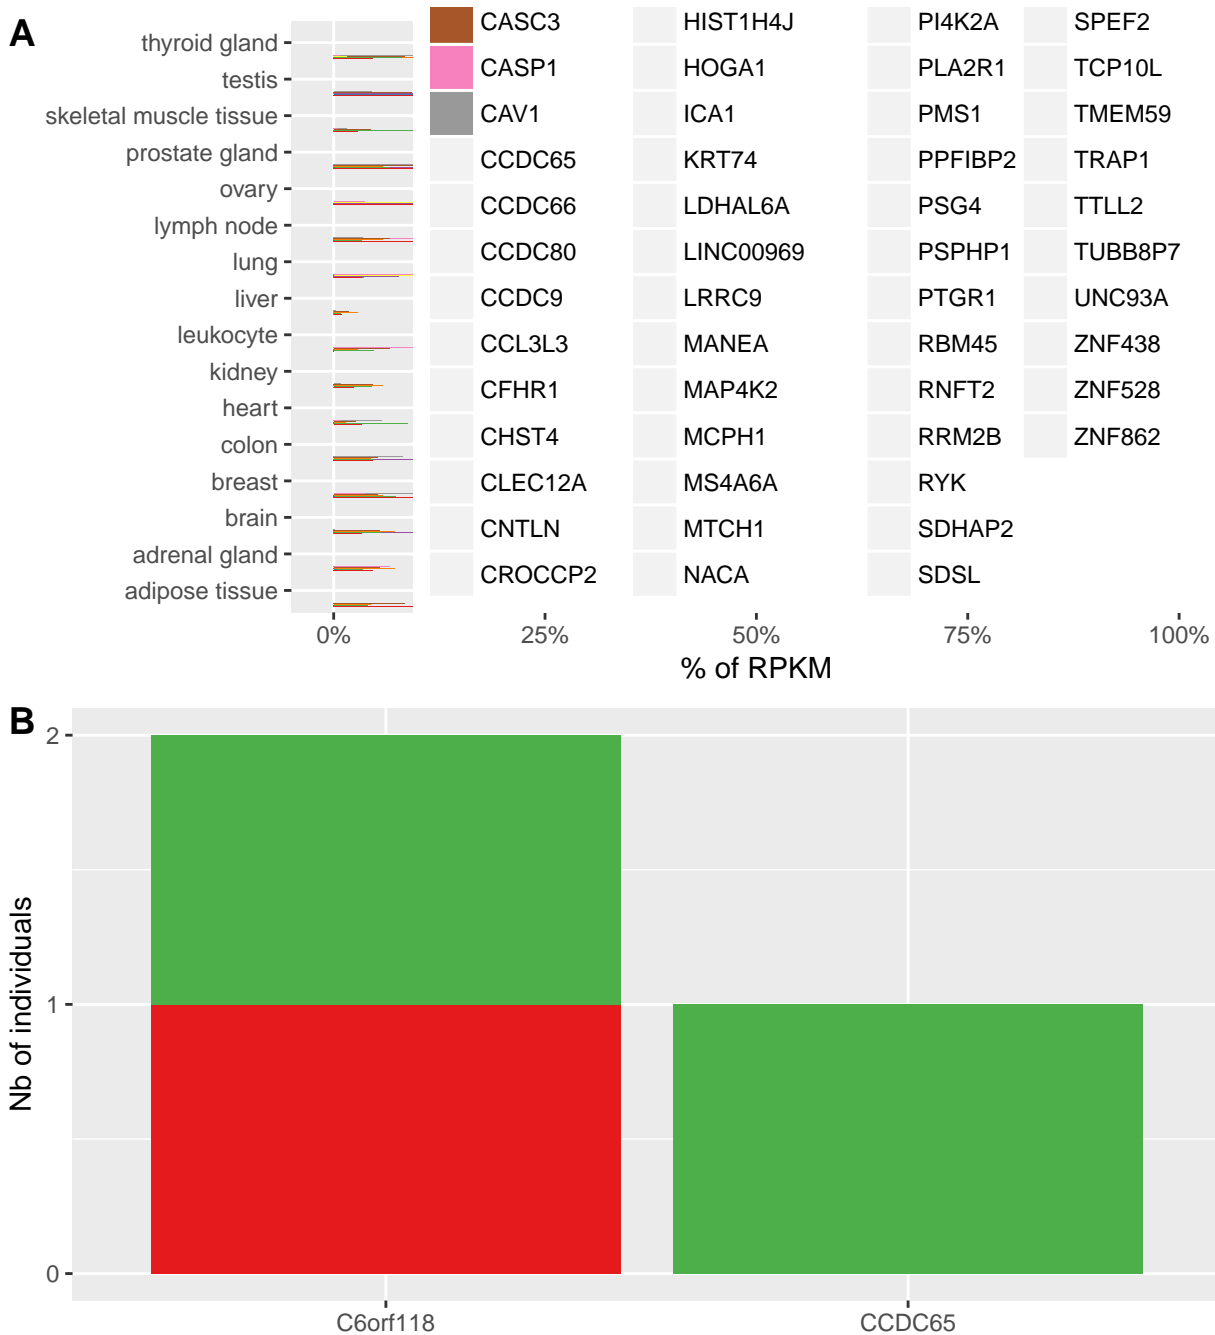 A
thyroid gland
testis
skeletal muscle tissue
prostate gland
ovary
lymph node
lung
liver
leukocyte
kidney
heart
colon
breast
brain
adrenal gland
adipose tissue
CASC3
CASP1
CAV1
CCDC65
CCDC66
CCDC80
CCDC9
CCL3L3
CFHR1
CHST4
CLEC12A
CNTLN
CROCCP2
HIST1H4J
HOGA1
ICA1
KRT74
LDHAL6A
LINC00969
LRRC9
MANEA
MAP4K2
MCPH1
MS4A6A
MTCH1
NACA
PI4K2A
PLA2R1
PMS1
PPFIBP2
PSG4
PSPHP1
PTGR1
RBM45
RNFT2
RRM2B
RYK
SDHAP2
SDSL
SPEF2
TCP10L
TMEM59
TRAP1
TTLL2
TUBB8P7
UNC93A
ZNF438
ZNF528
ZNF862
0% 25% 50% 75% 100%
% of RPKM
B
Nb of individuals
2
1
0
C6orf118 CCDC65